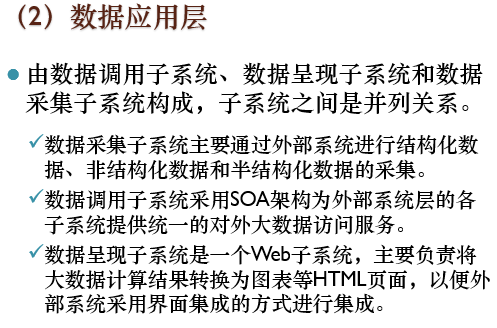 （2）数据应用层
●由数据调用子系统、数据呈现子系统和数据
采集子系统构成，子系统之间是并列关系。
✓数据采集子系统主要通过外部系统进行结构化数
据、非结构化数据和半结构化数据的采集。
✓数据调用子系统采用SOA架构为外部系统层的各
子系统提供统一的对外大数据访问服务。
✓数据呈现子系统是一个Web子系统，主要负责将
大数据计算结果转换为图表等HTML页面，以便外
部系统采用界面集成的方式进行集成。